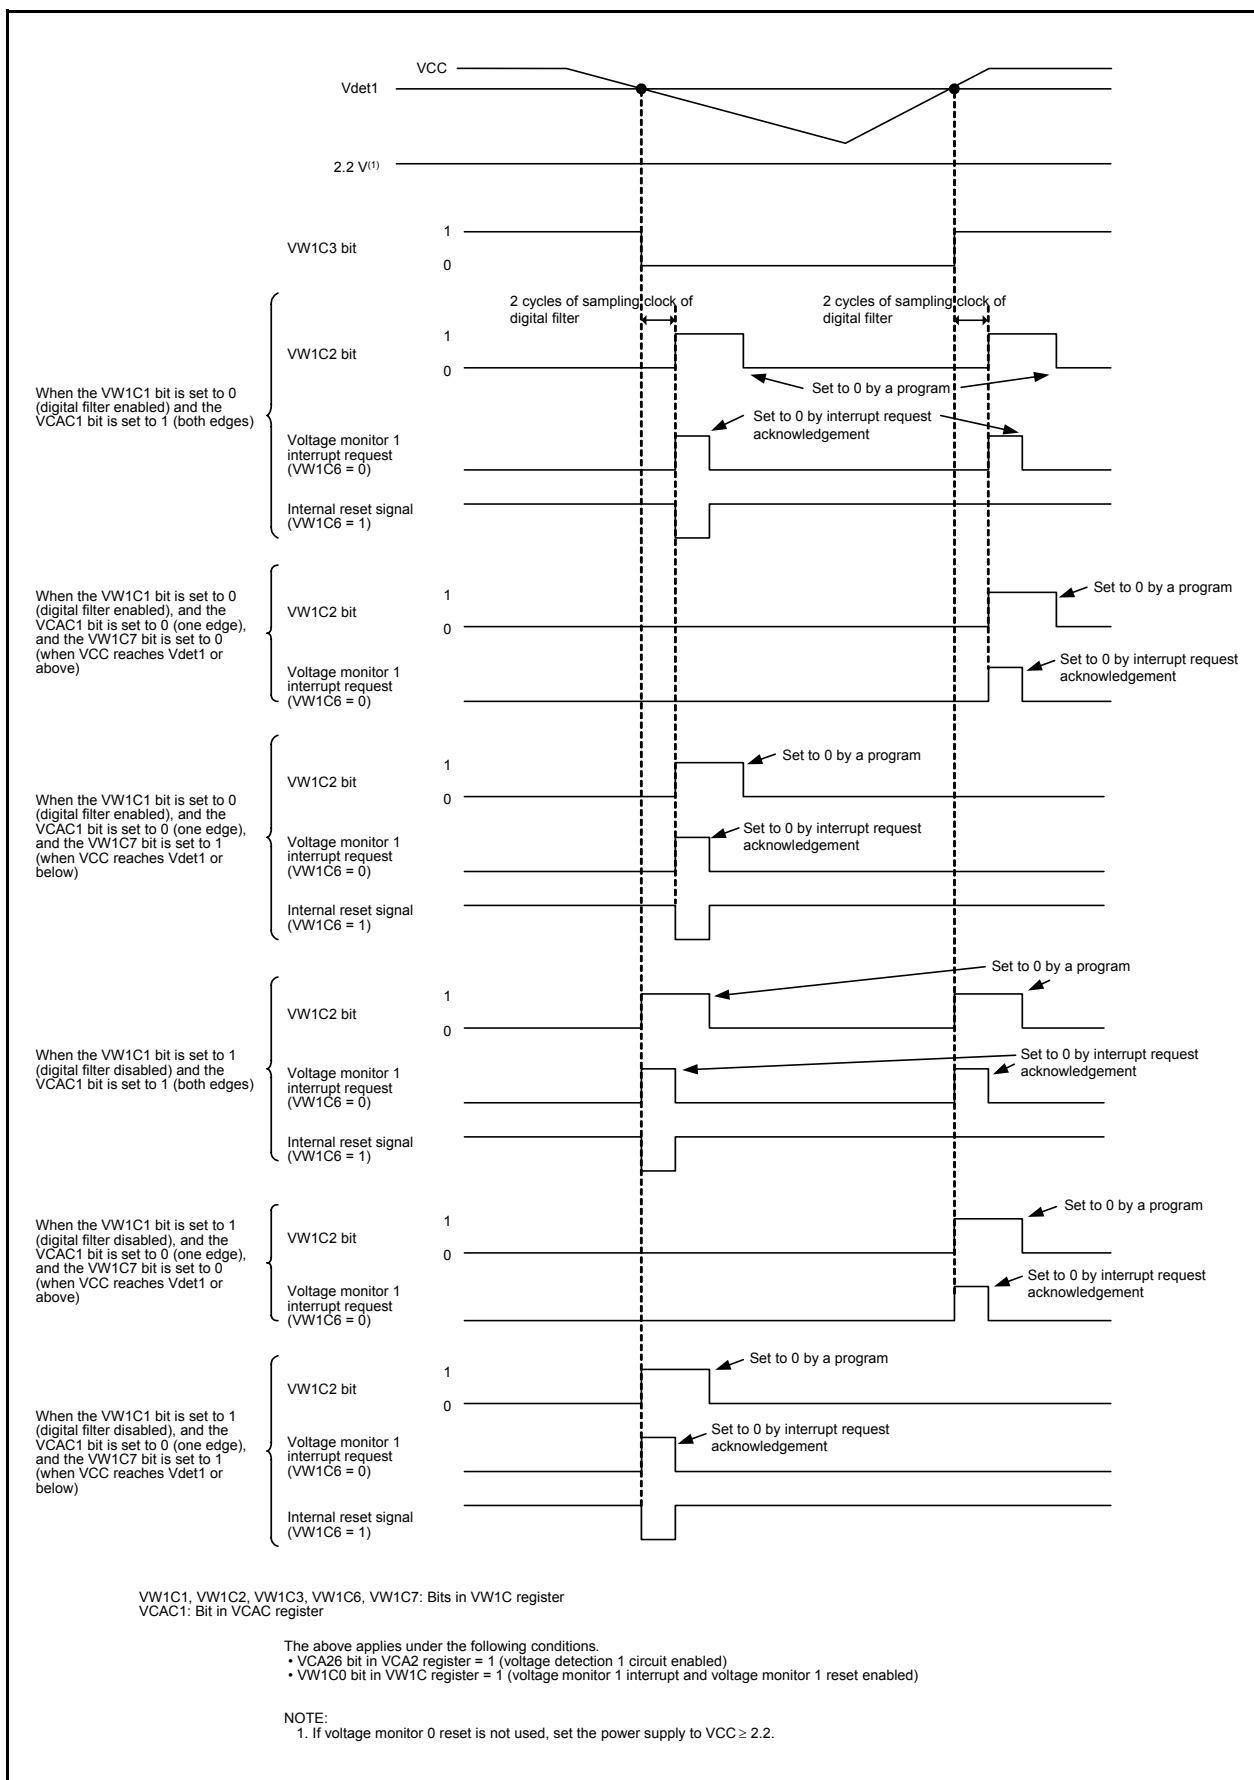 VCC
Vdet1
2.2 V(1)
VW1C3 bit
1
0
2 cycles of sampling clock of
digital filter
2 cycles of sampling clock of
digital filter
When the VW1C1 bit is set to 0
(digital filter enabled) and the
VCAC1 bit is set to 1 (both edges)
VW1C2 bit
1
0
Set to 0 by a program
Voltage monitor 1
interrupt request
(VW1C6 = 0)
Set to 0 by interrupt request
acknowledgement
Internal reset signal
(VW1C6 = 1)
When the VW1C1 bit is set to 0
(digital filter enabled), and the
VCAC1 bit is set to 0 (one edge),
and the VW1C7 bit is set to 0
(when VCC reaches Vdet1 or
above)
VW1C2 bit
1
0
Set to 0 by a program
Voltage monitor 1
interrupt request
(VW1C6 = 0)
Set to 0 by interrupt request
acknowledgement
When the VW1C1 bit is set to 0
(digital filter enabled), and the
VCAC1 bit is set to 0 (one edge),
and the VW1C7 bit is set to 1
(when VCC reaches Vdet1 or
below)
VW1C2 bit
1
0
Set to 0 by a program
Voltage monitor 1
interrupt request
(VW1C6 = 0)
Set to 0 by interrupt request
acknowledgement
Internal reset signal
(VW1C6 = 1)
When the VW1C1 bit is set to 1
(digital filter disabled) and the
VCAC1 bit is set to 1 (both edges)
VW1C2 bit
1
0
Set to 0 by a program
Voltage monitor 1
interrupt request
(VW1C6 = 0)
Set to 0 by interrupt request
acknowledgement
Internal reset signal
(VW1C6 = 1)
When the VW1C1 bit is set to 1
(digital filter disabled), and the
VCAC1 bit is set to 0 (one edge),
and the VW1C7 bit is set to 0
(when VCC reaches Vdet1 or
above)
VW1C2 bit
1
0
Set to 0 by a program
Voltage monitor 1
interrupt request
(VW1C6 = 0)
Set to 0 by interrupt request
acknowledgement
When the VW1C1 bit is set to 1
(digital filter disabled), and the
VCAC1 bit is set to 0 (one edge),
and the VW1C7 bit is set to 1
(when VCC reaches Vdet1 or
below)
VW1C2 bit
1
0
Set to 0 by a program
Voltage monitor 1
interrupt request
(VW1C6 = 0)
Set to 0 by interrupt request
acknowledgement
Internal reset signal
(VW1C6 = 1)
VW1C1, VW1C2, VW1C3, VW1C6, VW1C7: Bits in VW1C register
VCAC1: Bit in VCAC register
The above applies under the following conditions.
• VCA26 bit in VCA2 register = 1 (voltage detection 1 circuit enabled)
• VW1C0 bit in VW1C register = 1 (voltage monitor 1 interrupt and voltage monitor 1 reset enabled)
NOTE:
1. If voltage monitor 0 reset is not used, set the power supply to VCC ≥ 2.2.